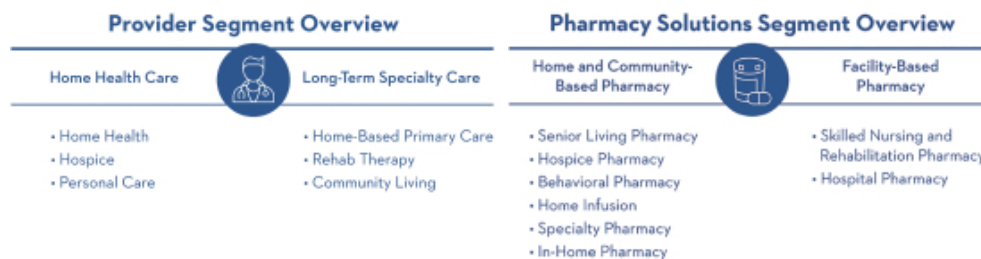 Provider Segment Overview
Home Health Care
Long-Term Specialty Care
• Home Health
• Hospice
• Personal Care
• Home-Based Primary Care
• Rehab Therapy
• Community Living
Pharmacy Solutions Segment Overview
Home and Community-
Based Pharmacy
Facility-Based
Pharmacy
• Senior Living Pharmacy
• Hospice Pharmacy
• Behavioral Pharmacy
• Home Infusion
• Specialty Pharmacy
• In-Home Pharmacy
• Skilled Nursing and
Rehabilitation Pharmacy
• Hospital Pharmacy